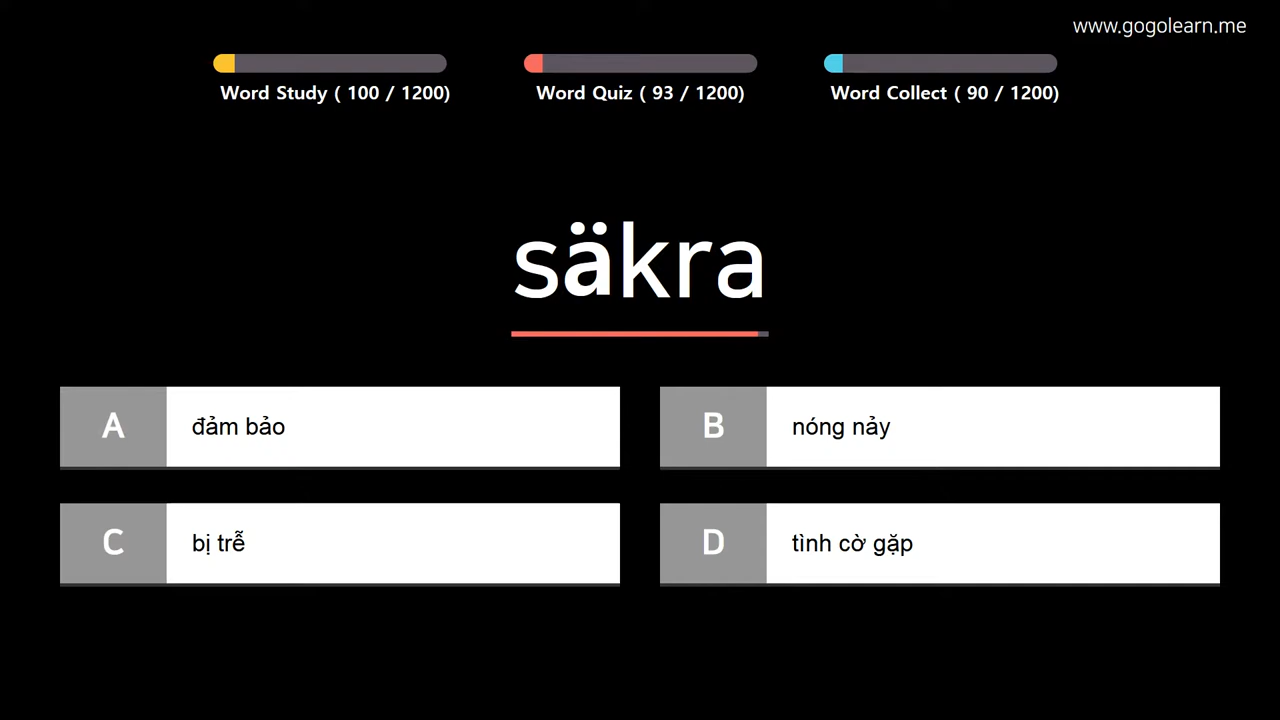 www.gogolearn.me
Word Study ( 100 / 1200)
Word Quiz ( 93 / 1200)
Word Collect ( 90 / 1200)
säkra
A đảm bảo
B nóng nảy
C bị trễ
D tình cờ gặp